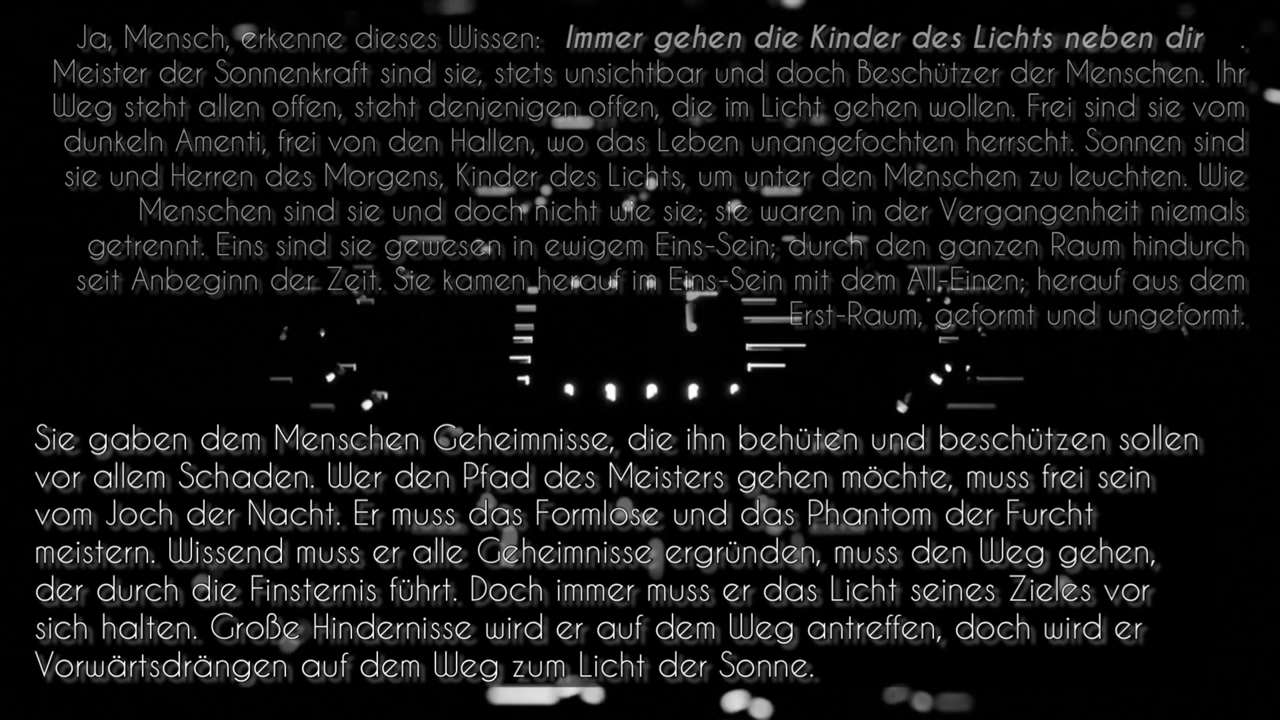 Ja, Mensch, erkenne dieses Wissen: Immer gehen die Kinder des Lichts neben dir .
Meister der Sonnenkraft sind sie, stets unsichtbar und doch Beschützer der Menschen. Ihr
Weg steht allen offen, steht denjenigen offen, die im Licht gehen wollen. Frei sind sie vom
dunkeln Amenti, frei von den Hallen, wo das Leben unangefochten herrscht. Sonnen sind
sie und Herren des Morgens, Kinder des Lichts, um unter den Menschen zu leuchten. Wie
Menschen sind sie und doch nicht wie sie; sie waren in der Vergangenheit niemals
getrennt. Eins sind sie gewesen in ewigem Eins-Sein; durch den ganzen Raum hindurch
seit Anbeginn der Zeit. Sie kamen herauf im Eins-Sein mit dem All-Einen; herauf aus dem
Erst-Raum, geformt und ungeformt.
Sie gaben dem Menschen Geheimnisse, die ihn behüten und beschützen sollen
vor allem Schaden. Wer den Pfad des Meisters gehen möchte, muss frei sein
vom Joch der Nacht. Er muss das Formlose und das Phantom der Furcht
meistern. Wissend muss er alle Geheimnisse ergründen, muss den Weg gehen,
der durch die Finsternis führt. Doch immer muss er das Licht seines Zieles vor
sich halten. Große Hindernisse wird er auf dem Weg antreffen, doch wird er
Vorwärtsdrängen auf dem Weg zum Licht der Sonne.